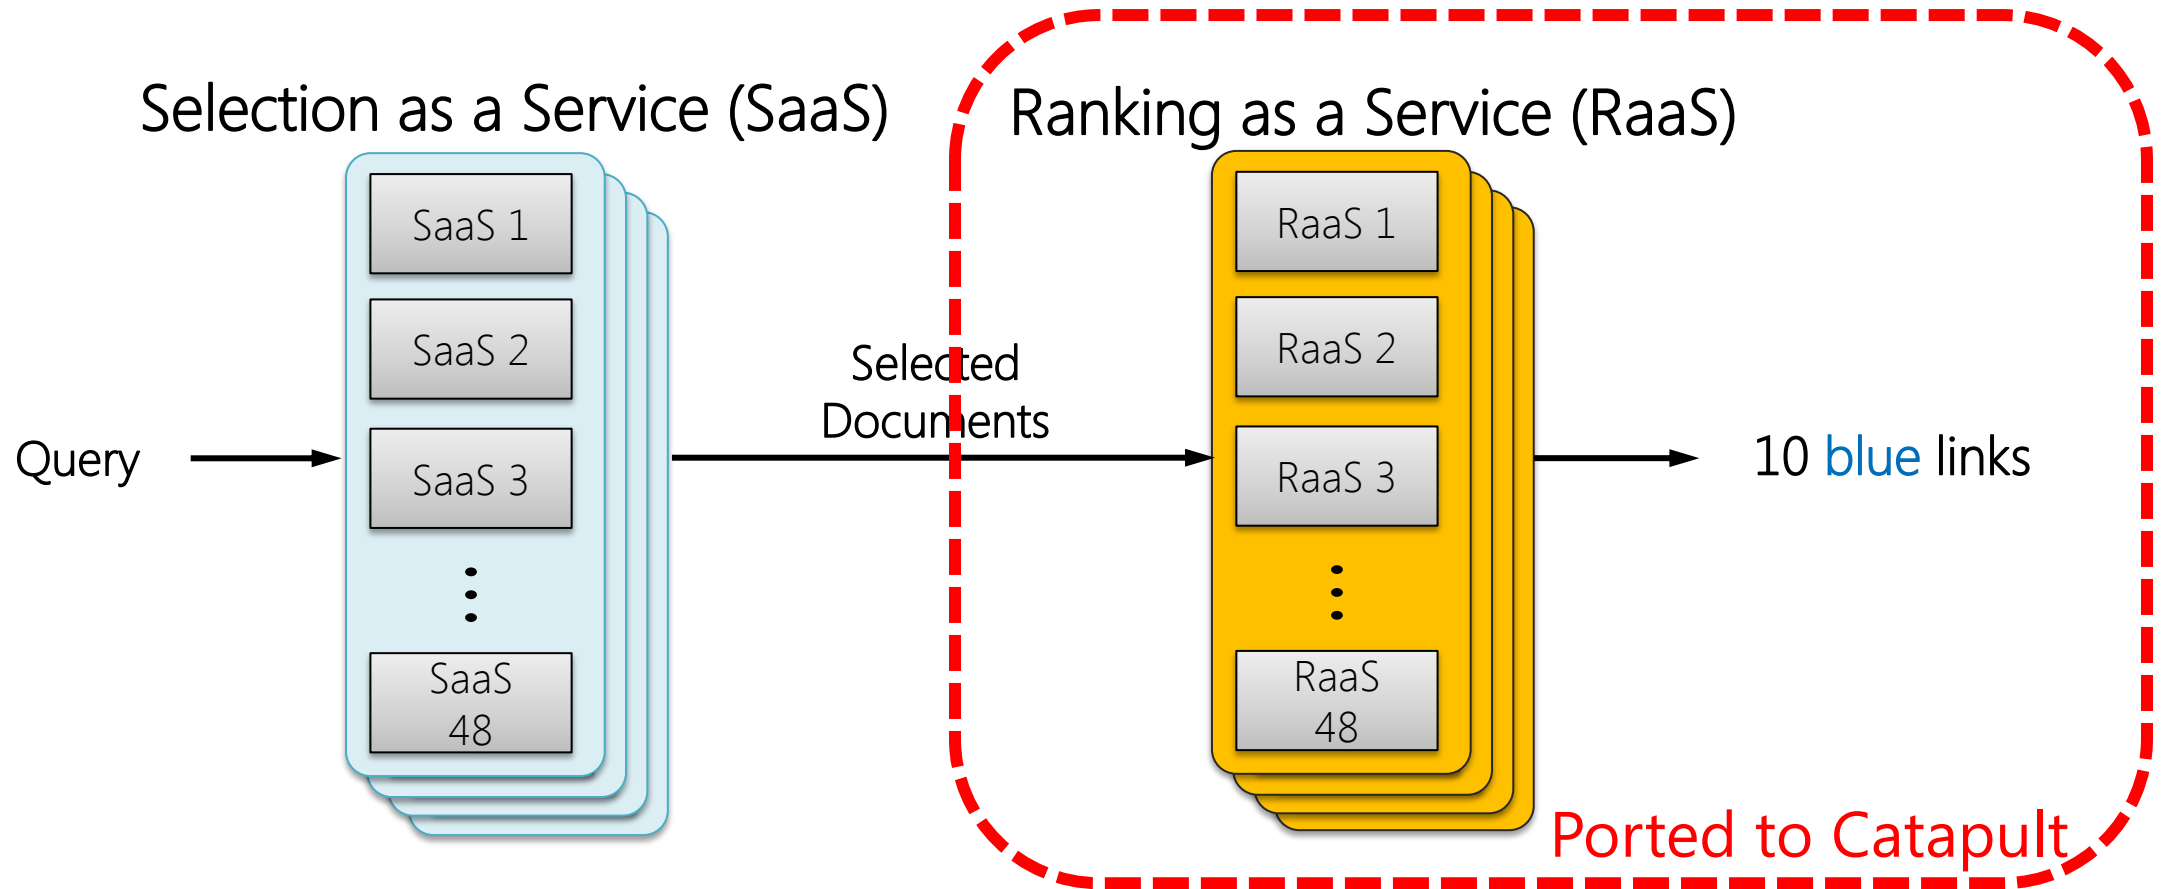 Selection as a Service (SaaS)
SaaS 1
SaaS 2
SaaS 3
SaaS
48
Query
Selected
Documents
Ranking as a Service (RaaS)
RaaS 1
RaaS 2
RaaS 3
RaaS
48
10 blue links
Ported to Catapult